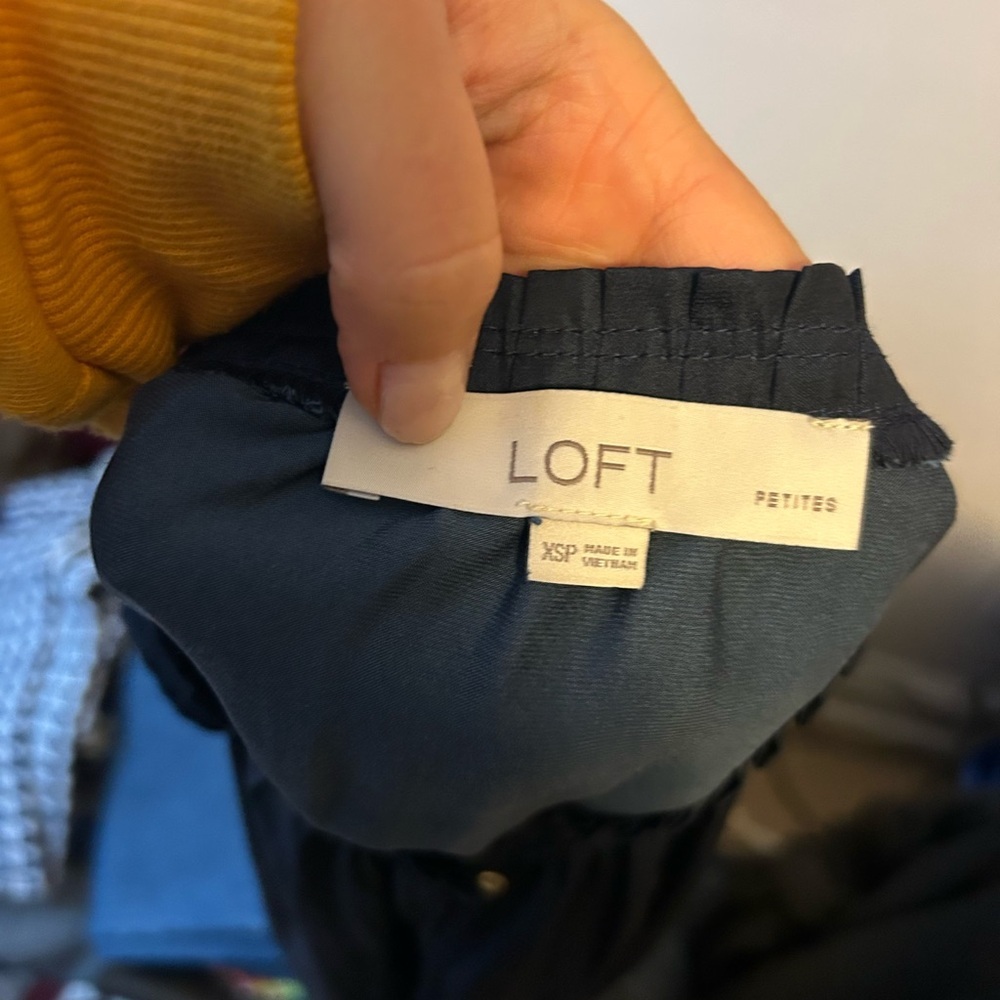 LOFT
PETITES
XSP
MADE IN
VIETNAM